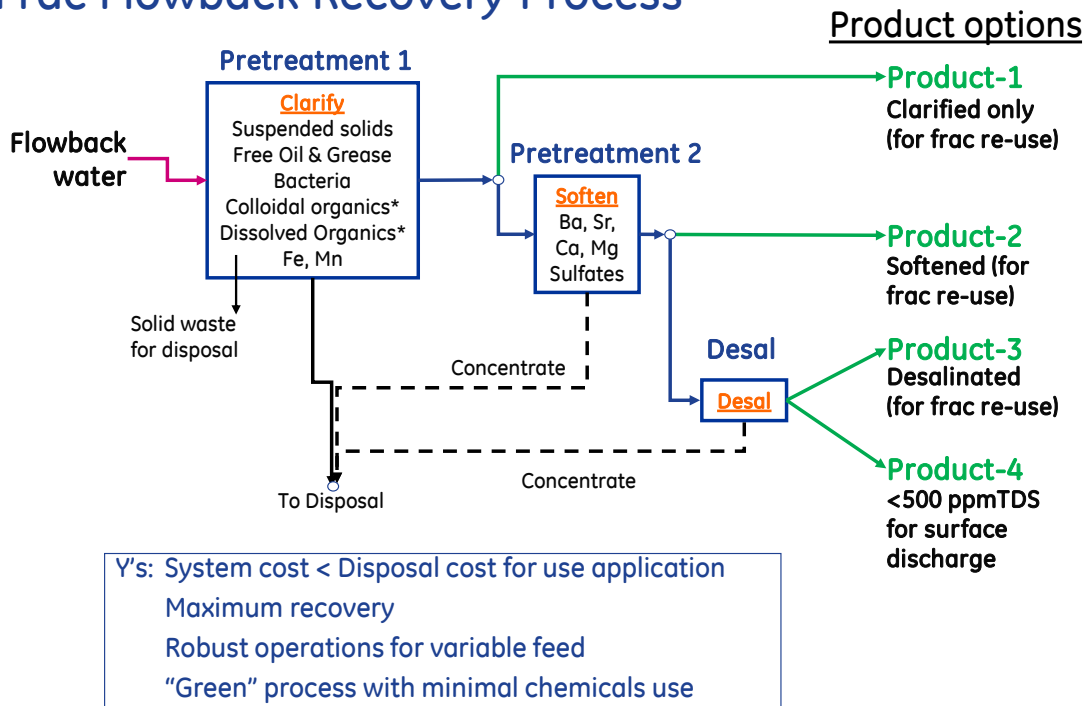 Frac Flowback Recovery Process
Product options
Pretreatment 1
Clarify
Suspended solids
Free Oil & Grease
Bacteria
Colloidal organics*
Dissolved Organics*
Fe, Mn
Flowback
water
Solid waste
for disposal
Pretreatment 2
Soften
Ba, Sr,
Ca, Mg
Sulfates
Concentrate
Desal
Desal
Concentrate
To Disposal
Product-1
Clarified only
(for frac re-use)
Product-2
Softened (for
frac re-use)
Product-3
Desalinated
(for frac re-use)
Product-4
<500 ppmTDS
for surface
discharge
Y's: System cost < Disposal cost for use application
Maximum recovery
Robust operations for variable feed
“Green” process with minimal chemicals use